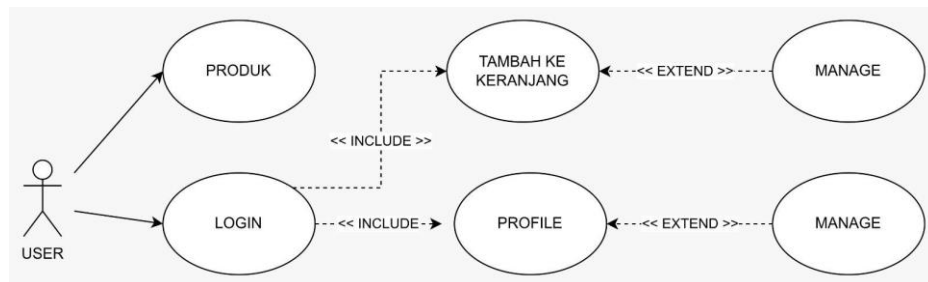 PRODUK
TAMBAH KE
KERANJANG
<< EXTEND >>
MANAGE
<< INCLUDE >>
USER
LOGIN
<< INCLUDE
PROFILE
<< EXTEND >>
MANAGE